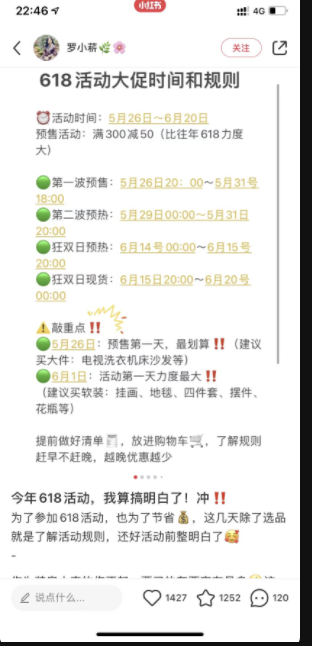 22:46
小红书
4G
罗小薪🌿🌸
关注
618活动大促时间和规则
⏰活动时间：5月26日~6月20日
预售活动：满300减50（比往年618力度
大）
🟢第一波预售：5月26日20：00~5月31号
18:00
🟢第二波预热：5月29日00:00~5月31日
20:00
🟢狂双日预热：6月14号00:00~6月15号
20:00
🟢狂双日现货：6月15日20:00~6月20号
00:00
⚠️敲重点‼️
🟢5月26日：预售第一天，最划算‼️（建议
买大件：电视洗衣机床沙发等）
🟢6月1日：活动第一天力度最大‼️
（建议买软装：挂画、地毯、四件套、摆件、
花瓶等）
提前做好清单🧾，放进购物车🛒，了解规则
赶早不赶晚，越晚优惠越少
今年618活动，我算搞明白了！冲‼️
为了参加618活动，也为了节省💰，这几天除了选品
就是了解活动规则，还好活动前整明白了🥰
-
说点什么...
1427
1252
120